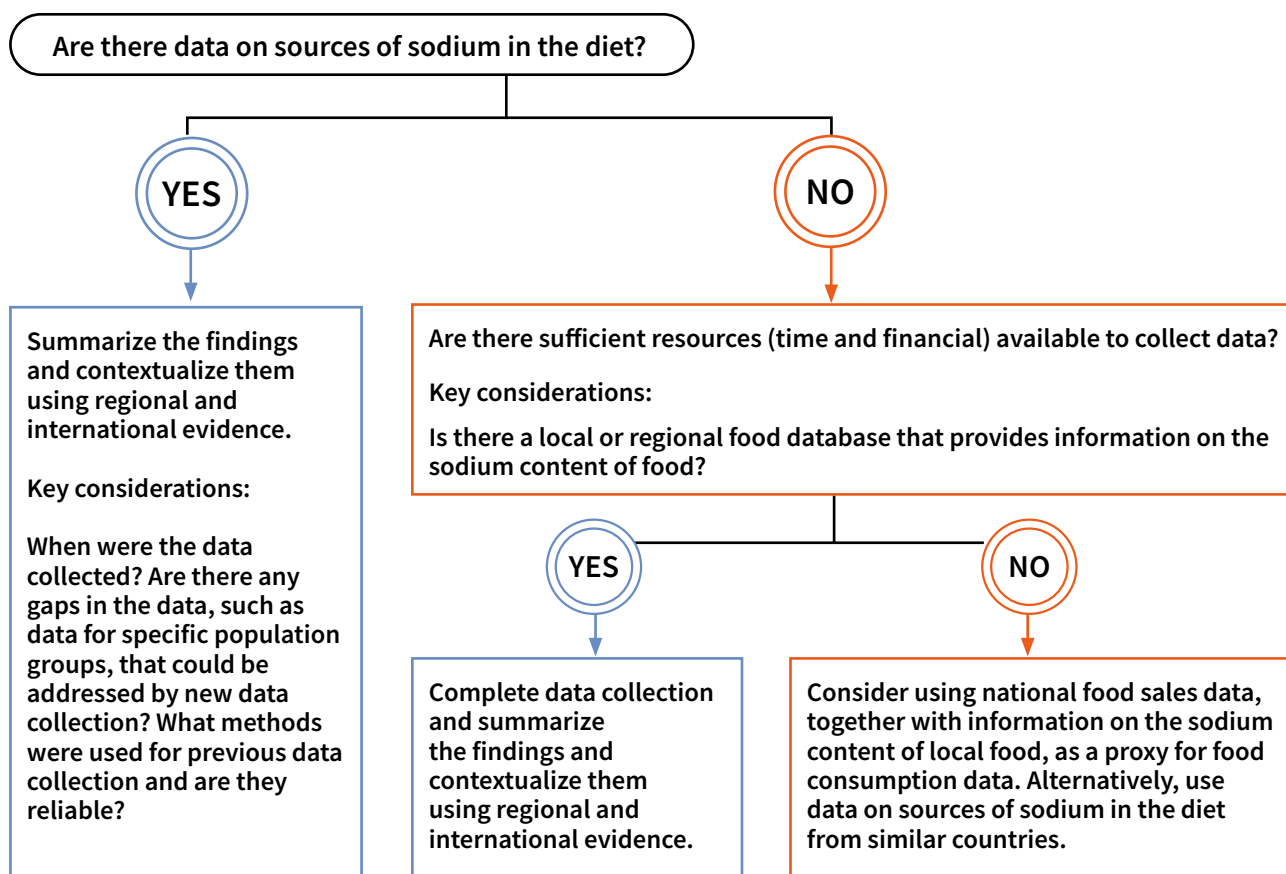 Are there data on sources of sodium in the diet?
YES
NO
Summarize the findings
and contextualize them
using regional and
international evidence.
Key considerations:
When were the data
collected? Are there any
gaps in the data, such as
data for specific population
groups, that could be
addressed by new data
collection? What methods
were used for previous data
collection and are they
reliable?
Are there sufficient resources (time and financial) available to collect data?
Key considerations:
Is there a local or regional food database that provides information on the
sodium content of food?
YES
NO
Complete data collection
and summarize
the findings and
contextualize them
using regional and
international evidence.
Consider using national food sales data,
together with information on the sodium
content of local food, as a proxy for food
consumption data. Alternatively, use
data on sources of sodium in the diet
from similar countries.